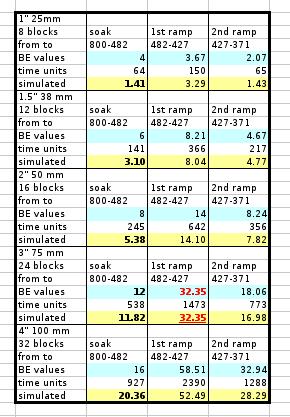 1" 25mm
8 blocks soak 1st ramp 2nd ramp
from to 800-482 482-427 427-371
BE values 4 3.67 2.07
time units 64 150 65
simulated 1.41 3.29 1.43
1.5" 38 mm
12 blocks soak 1st ramp 2nd ramp
from to 800-482 482-427 427-371
BE values 6 8.21 4.67
time units 141 366 217
simulated 3.10 8.04 4.77
2" 50 mm
16 blocks soak 1st ramp 2nd ramp
from to 800-482 482-427 427-371
BE values 8 14 8.24
time units 245 642 356
simulated 5.38 14.10 7.82
3" 75 mm
24 blocks soak 1st ramp 2nd ramp
from to 800-482 482-427 427-371
BE values 12 32.35 18.06
time units 538 1473 773
simulated 11.82 32.35 16.98
4" 100 mm
32 blocks soak 1st ramp 2nd ramp
from to 800-482 482-427 427-371
BE values 16 58.51 32.94
time units 927 2390 1288
simulated 20.36 52.49 28.29